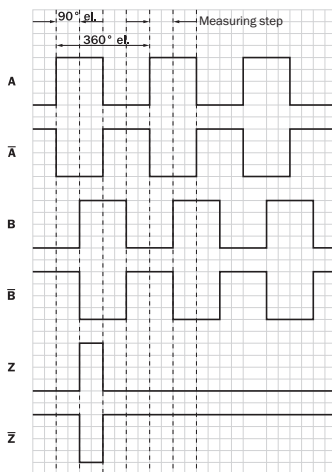 90° el.
Measuring step
360° el.
A
A̅
B
B̅
Z
Z̅